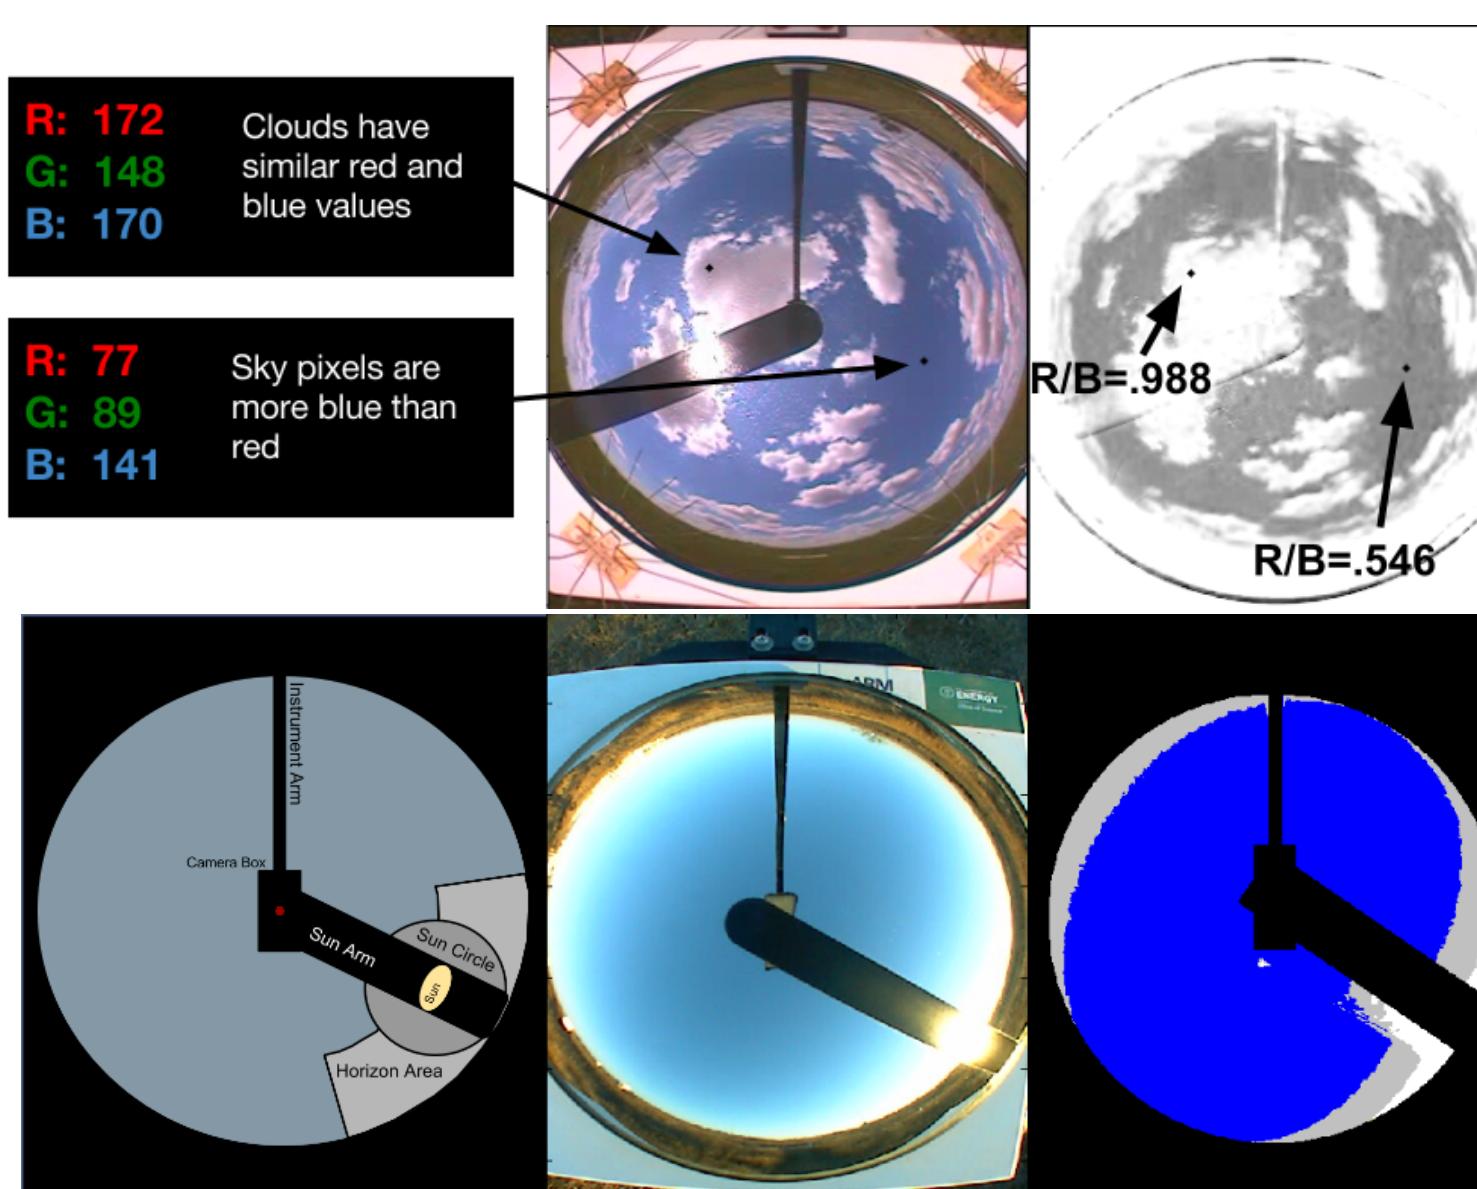 R: 172
G: 148
B: 170
Clouds have
similar red and
blue values
R: 77
G: 89
B: 141
Sky pixels are
more blue than
red
R/B=.988
R/B=.546
Instrument Arm
Camera Box
Sun Arm
Sun Circle
Sun
Horizon Area
ARM
ENERGY